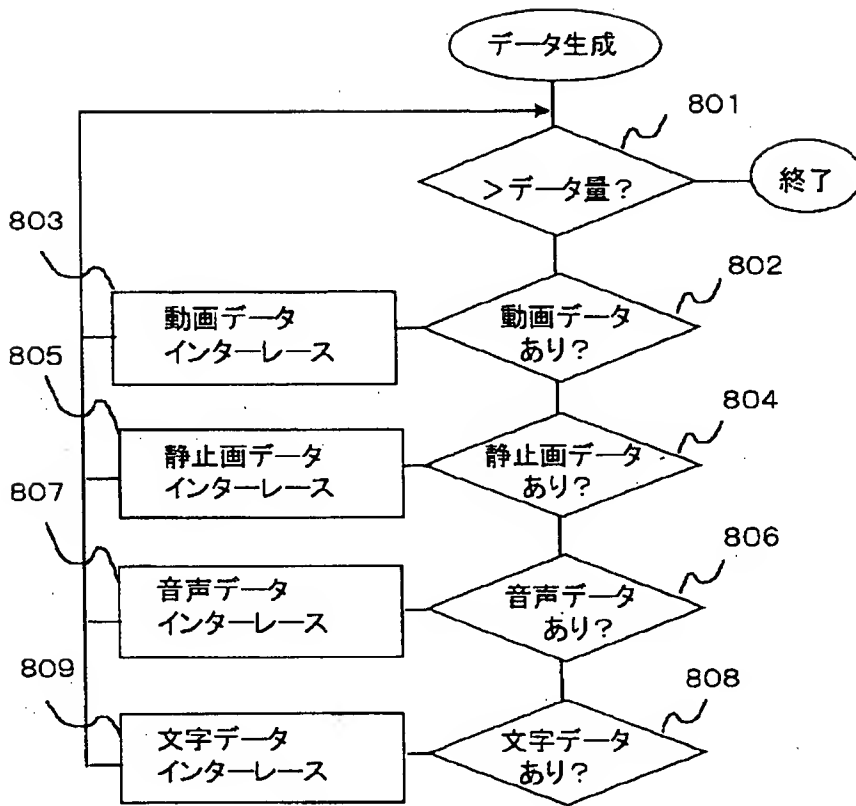 データ生成
801
>データ量?
終了
803
802
動画データ
インターレース
動画データ
あり?
805
804
静止画データ
インターレース
静止画データ
あり?
807
806
音声データ
インターレース
音声データ
あり?
809
808
文字データ
インターレース
文字データ
あり?